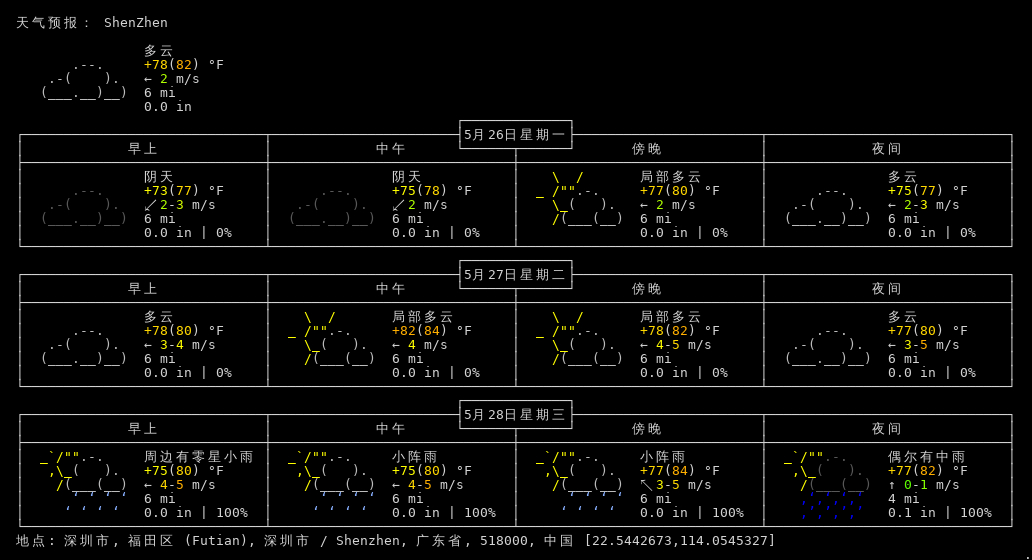 天气预报： ShenZhen
多云
+78(82) °F
← 2 m/s
6 mi
0.0 in
5月26日星期一
早上 中午 傍晚 夜间
阴天 阴天 局部多云 多云
+73(77) °F +75(78) °F +77(80) °F +75(77) °F
↙ 2-3 m/s ↙ 2 m/s ← 2 m/s ← 2-3 m/s
6 mi 6 mi 6 mi 6 mi
0.0 in | 0% 0.0 in | 0% 0.0 in | 0% 0.0 in | 0%
5月27日星期二
早上 中午 傍晚 夜间
多云 局部多云 局部多云 多云
+78(80) °F +82(84) °F +78(82) °F +77(80) °F
← 3-4 m/s ← 4 m/s ← 4-5 m/s ← 3-5 m/s
6 mi 6 mi 6 mi 6 mi
0.0 in | 0% 0.0 in | 0% 0.0 in | 0% 0.0 in | 0%
5月28日星期三
早上 中午 傍晚 夜间
周边有零星小雨 小阵雨 小阵雨 偶尔有中雨
+75(80) °F +75(80) °F +77(84) °F +77(82) °F
← 4-5 m/s ← 4-5 m/s ↖ 3-5 m/s ↑ 0-1 m/s
6 mi 6 mi 6 mi 4 mi
0.0 in | 100% 0.0 in | 100% 0.0 in | 100% 0.1 in | 100%
地点: 深圳市, 福田区 (Futian), 深圳市 / Shenzhen, 广东省, 518000, 中国 [22.5442673,114.0545327]